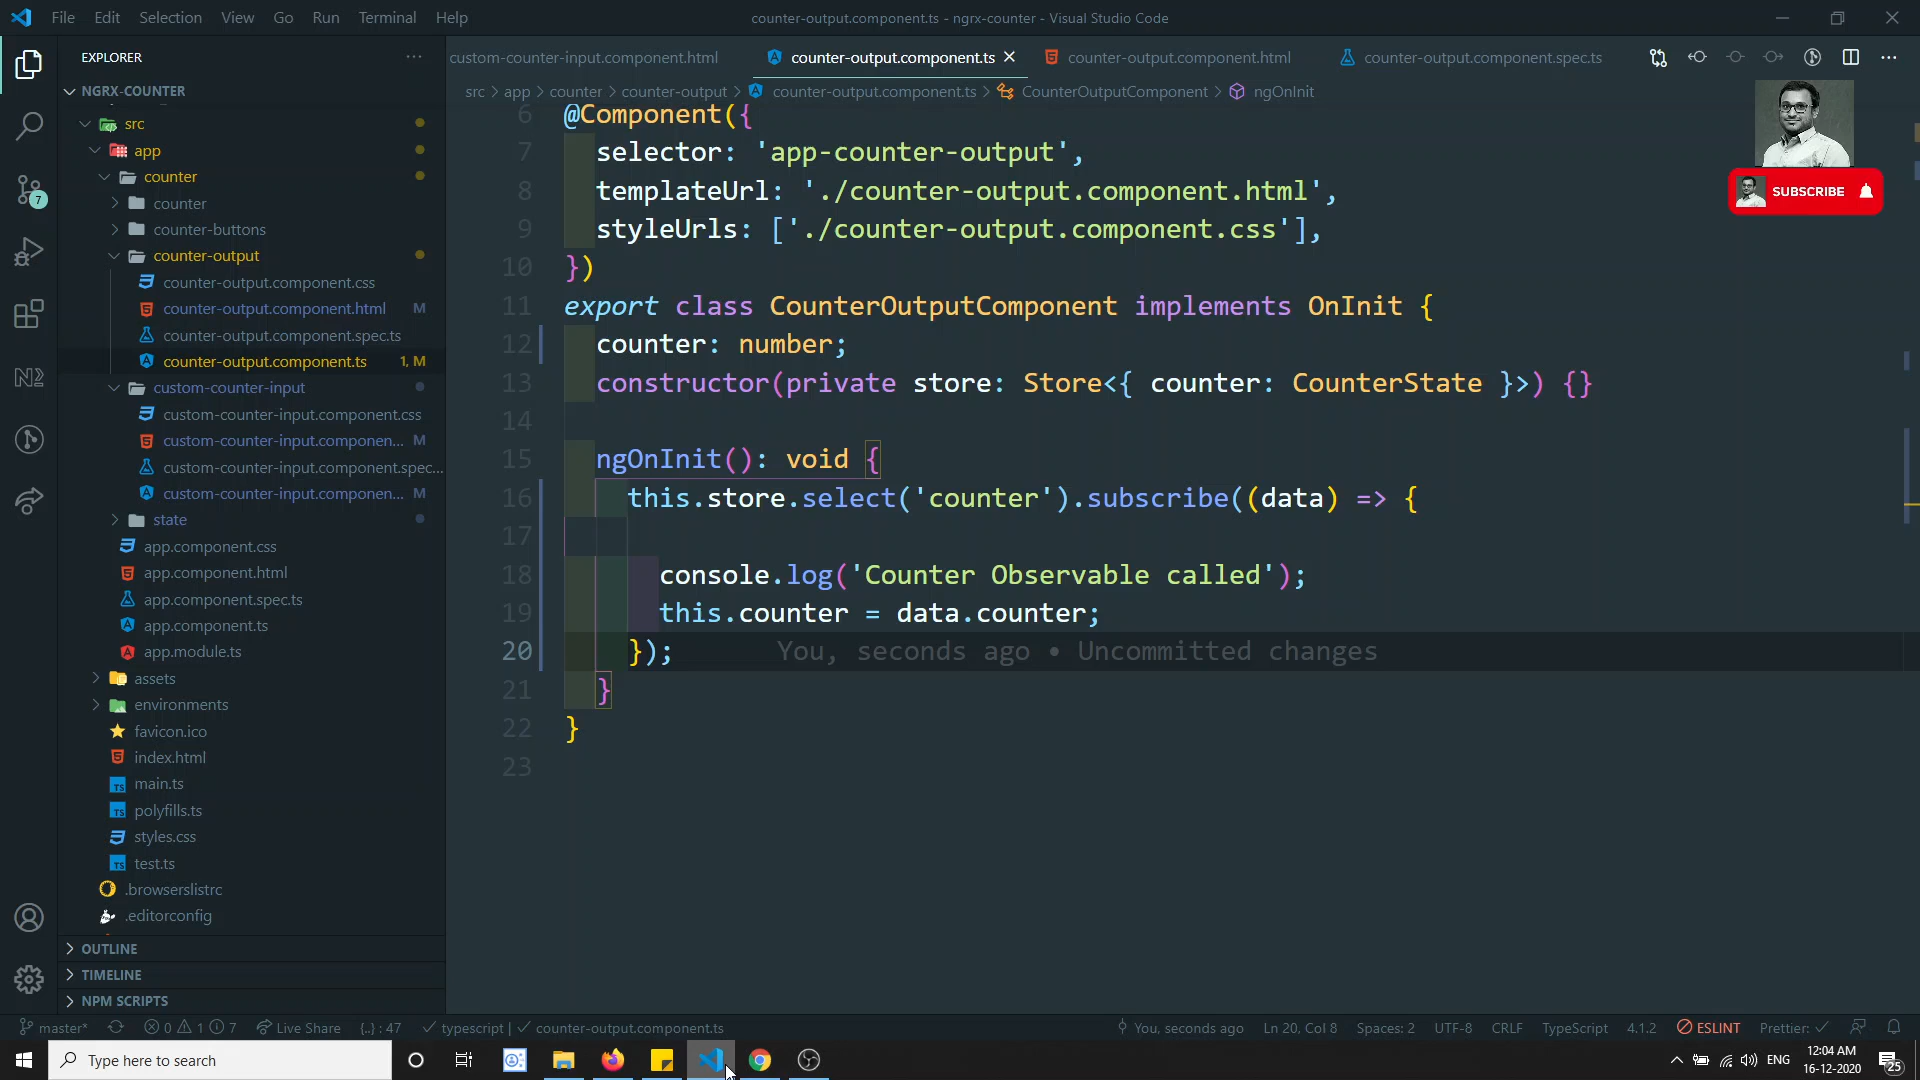 File Edit Selection View Go Run Terminal Help
counter-output.component.ts - ngrx-counter - Visual Studio Code
EXPLORER
custom-counter-input.component.html
counter-output.component.ts
counter-output.component.html
counter-output.component.spec.ts
NGRX-COUNTER
src > app > counter > counter-output > counter-output.component.ts > CounterOutputComponent > ngOnInit
src
app
counter
counter
counter-buttons
counter-output
counter-output.component.css
counter-output.component.html M
counter-output.component.spec.ts
counter-output.component.ts 1, M
custom-counter-input
custom-counter-input.component.css
custom-counter-input.componen... M
custom-counter-input.component.spec...
custom-counter-input.componen... M
state
app.component.css
app.component.html
app.component.spec.ts
app.component.ts
app.module.ts
assets
environments
favicon.ico
index.html
main.ts
polyfills.ts
styles.css
test.ts
.browserslistrc
.editorconfig
OUTLINE
TIMELINE
NPM SCRIPTS
7
6 @Component({
7 selector: 'app-counter-output',
8 templateUrl: './counter-output.component.html',
9 styleUrls: ['./counter-output.component.css'],
10 })
11 export class CounterOutputComponent implements OnInit {
12 counter: number;
13 constructor(private store: Store<{ counter: CounterState }>) {}
14
15 ngOnInit(): void {
16 this.store.select('counter').subscribe((data) => {
17
18 console.log('Counter Observable called');
19 this.counter = data.counter;
20 }); You, seconds ago • Uncommitted changes
21 }
22 }
23
SUBSCRIBE
master* 0 1 7 Live Share {..} : 47 typescript | counter-output.component.ts
You, seconds ago Ln 20, Col 8 Spaces: 2 UTF-8 CRLF TypeScript 4.1.2 ESLINT Prettier:
Type here to search
ENG
12:04 AM
16-12-2020
25